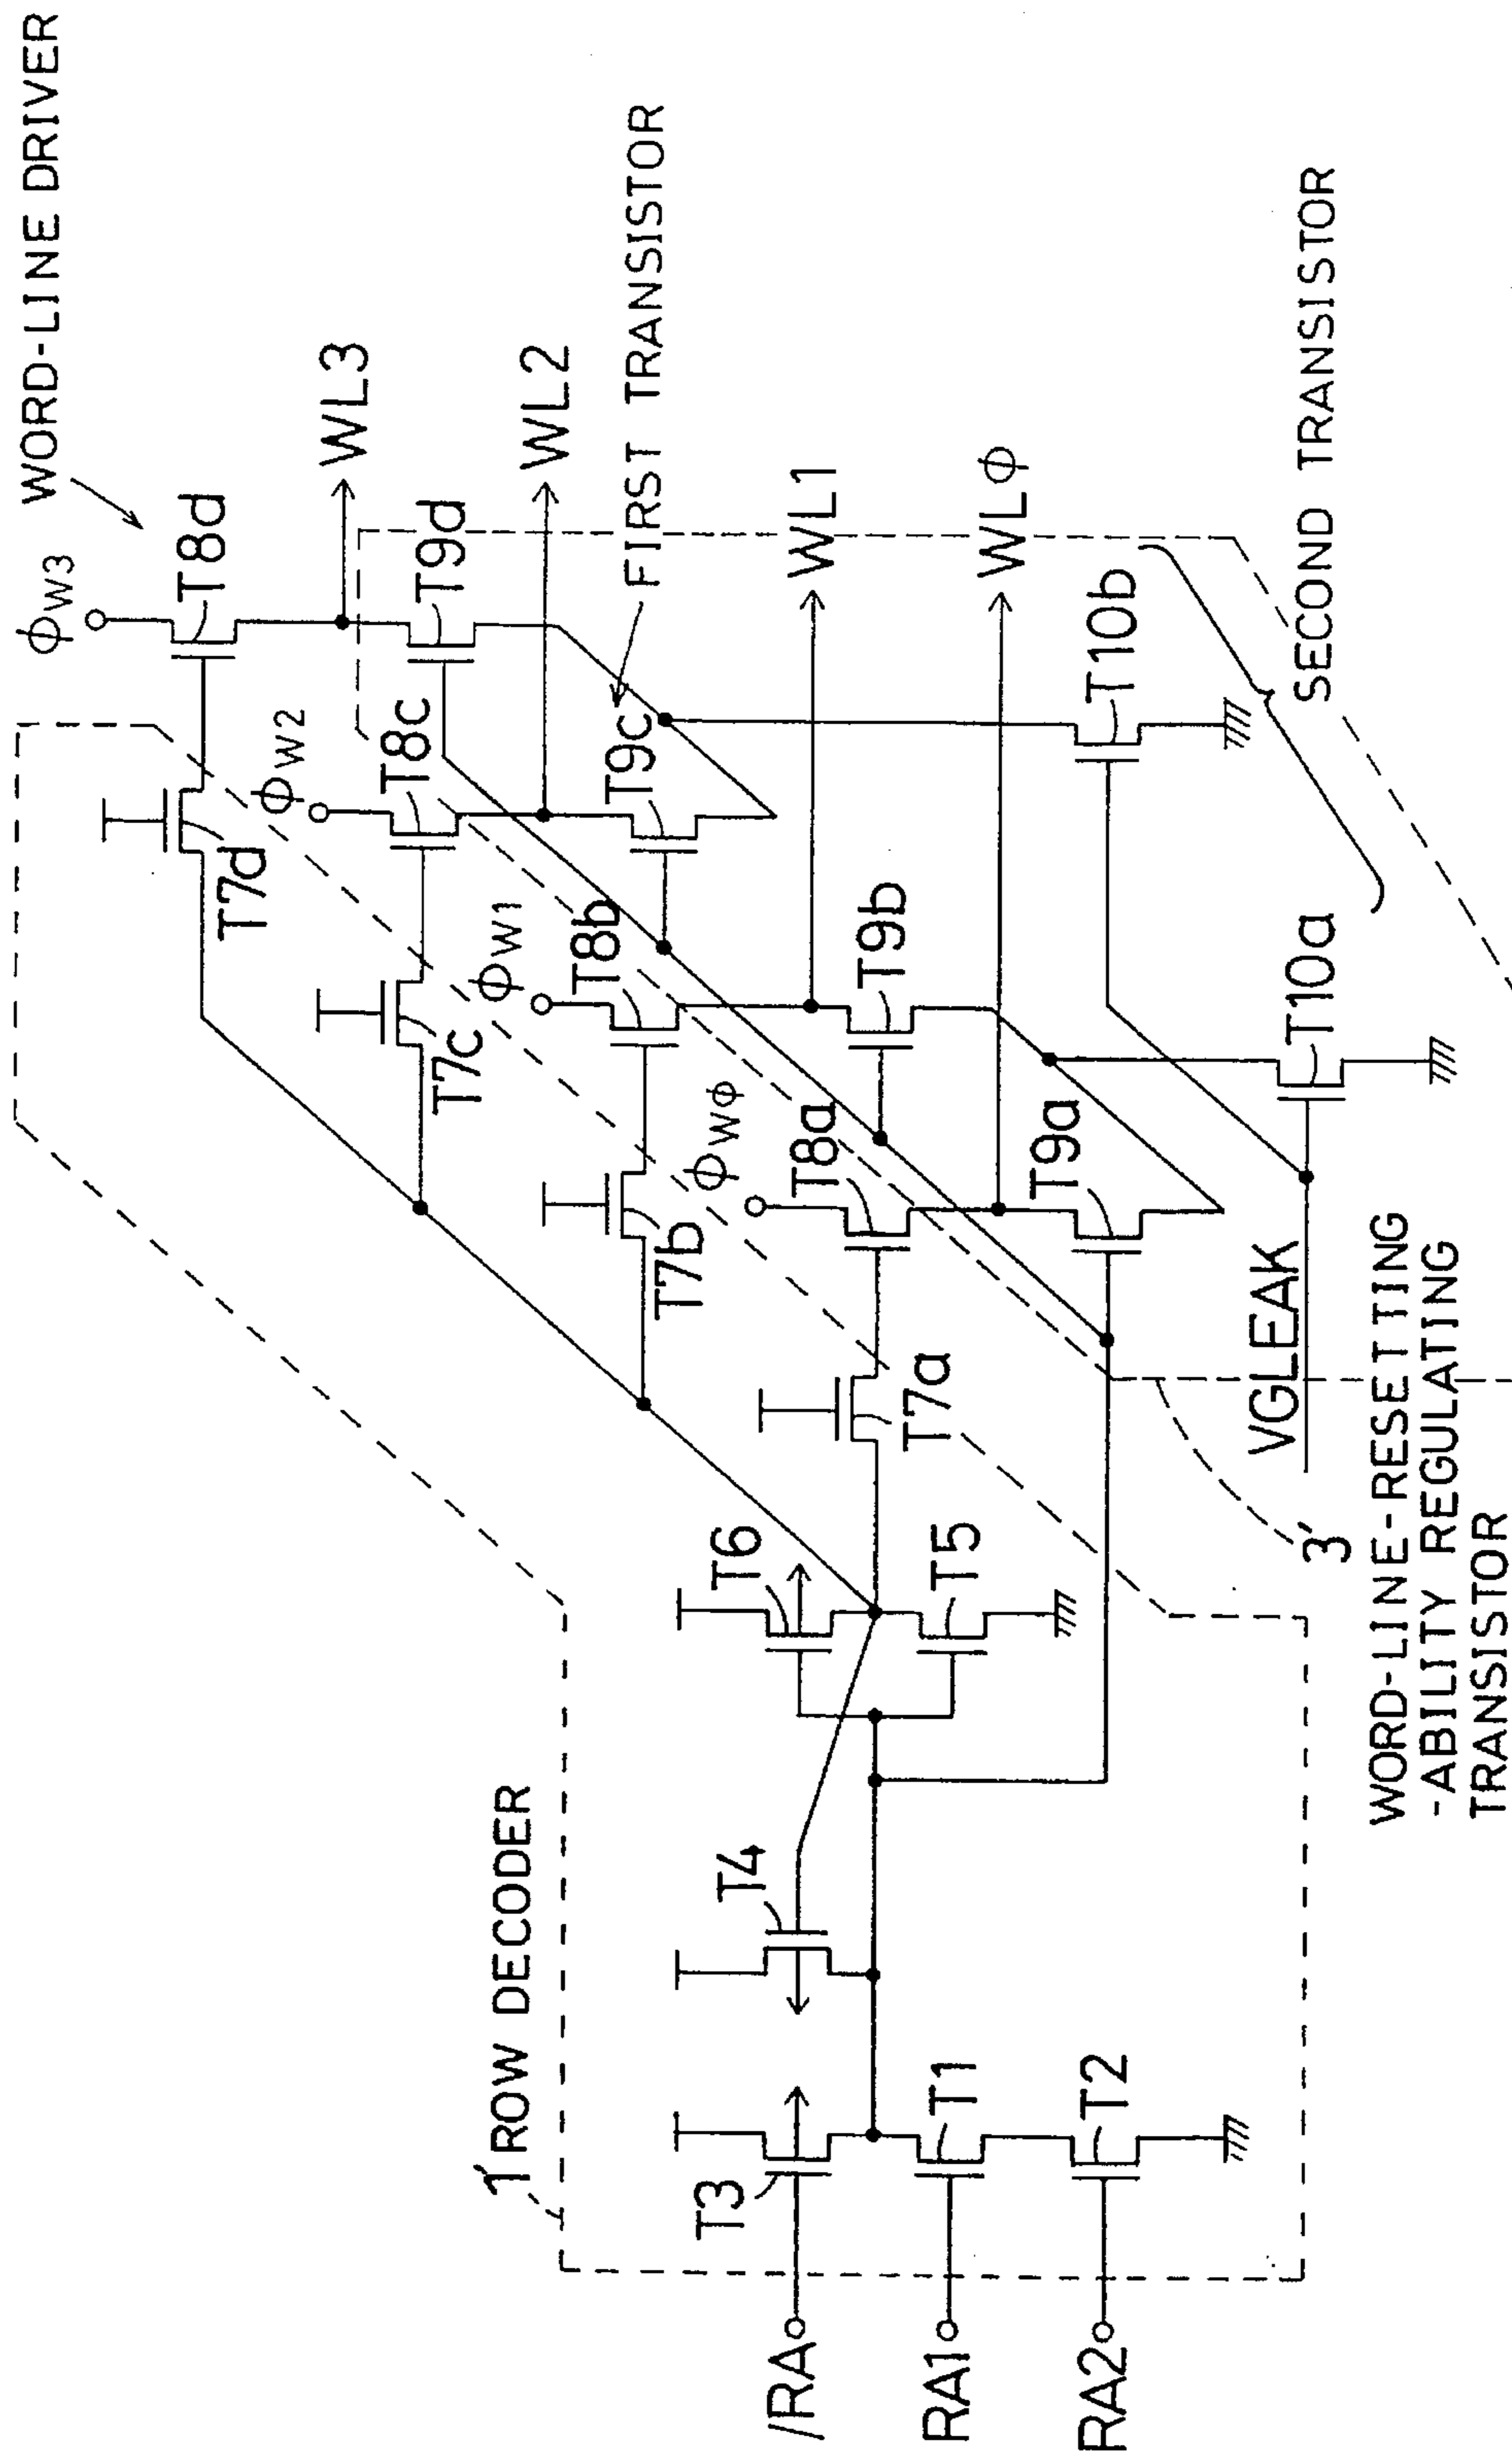 WORD-LINE DRIVER
ϕW3
T8d
WL3
T7d
T9d
ϕW2
T8c
WL2
FIRST TRANSISTOR
T7c
T9c
ϕW1
T8b
WL1
T7b
T9b
ϕWϕ
T8a
WLϕ
T7a
T9a
T10b
T10a
SECOND TRANSISTOR
VGLEAK
1' ROW DECODER
T4
T6
T5
T3
T1
T2
/RA
RA1
RA2
3'
WORD-LINE-RESETTING
-ABILITY REGULATING
TRANSISTOR